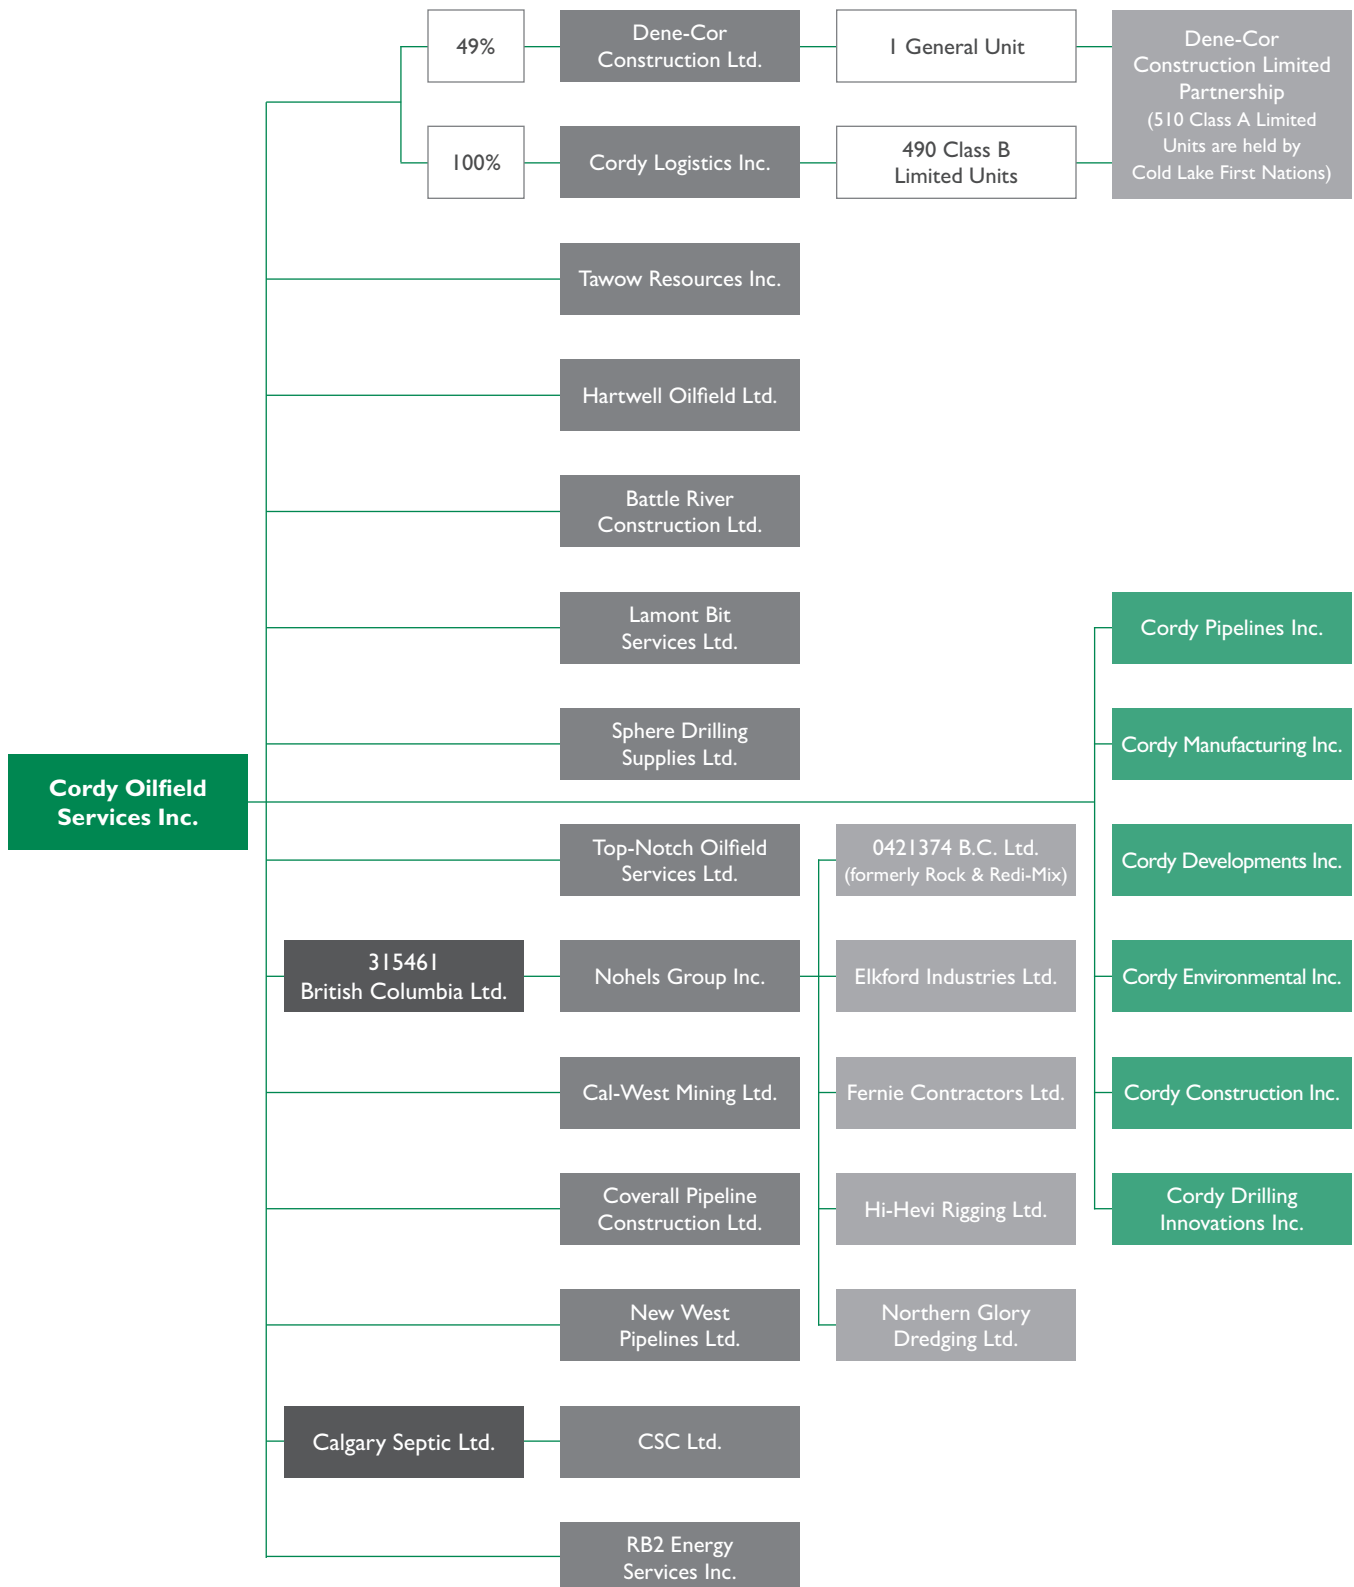 49%
Dene-Cor
Construction Ltd.
1 General Unit
Dene-Cor
Construction Limited
Partnership
(510 Class A Limited
Units are held by
Cold Lake First Nations)
100%
Cordy Logistics Inc.
490 Class B
Limited Units
Tawow Resources Inc.
Hartwell Oilfield Ltd.
Battle River
Construction Ltd.
Lamont Bit
Services Ltd.
Cordy Pipelines Inc.
Sphere Drilling
Supplies Ltd.
Cordy Manufacturing Inc.
Cordy Oilfield
Services Inc.
Top-Notch Oilfield
Services Ltd.
0421374 B.C. Ltd.
(formerly Rock & Redi-Mix)
Cordy Developments Inc.
315461
British Columbia Ltd.
Nohels Group Inc.
Elkford Industries Ltd.
Cordy Environmental Inc.
Cal-West Mining Ltd.
Fernie Contractors Ltd.
Cordy Construction Inc.
Coverall Pipeline
Construction Ltd.
Hi-Hevi Rigging Ltd.
Cordy Drilling
Innovations Inc.
New West
Pipelines Ltd.
Northern Glory
Dredging Ltd.
Calgary Septic Ltd.
CSC Ltd.
RB2 Energy
Services Inc.